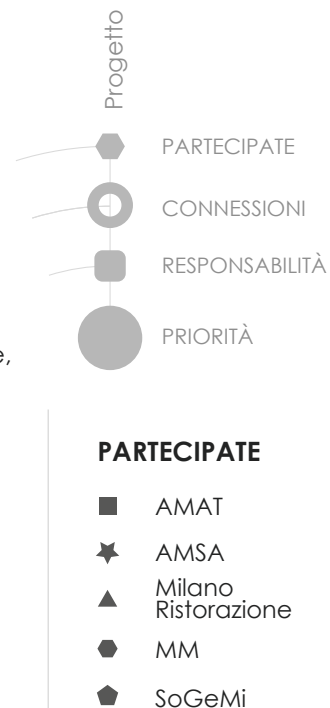 Progetto
PARTECIPATE
CONNESSIONI
RESPONSABILITÀ
PRIORITÀ
e,
PARTECIPATE
AMAT
AMSA
Milano
Ristorazione
MM
SoGeMi